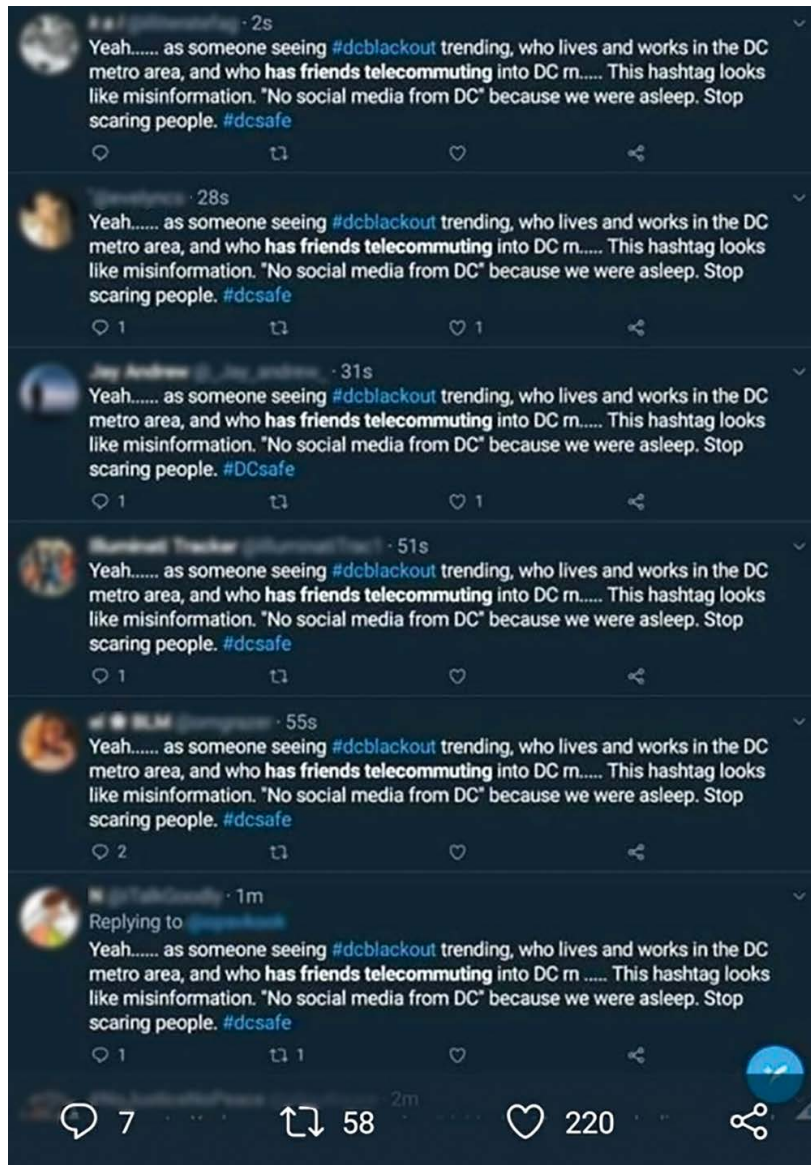 · 2s
Yeah...... as someone seeing #dcblackout trending, who lives and works in the DC
metro area, and who has friends telecommuting into DC rn..... This hashtag looks
like misinformation. "No social media from DC" because we were asleep. Stop
scaring people. #dcsafe
· 28s
Yeah...... as someone seeing #dcblackout trending, who lives and works in the DC
metro area, and who has friends telecommuting into DC rn..... This hashtag looks
like misinformation. "No social media from DC" because we were asleep. Stop
scaring people. #dcsafe
1 1
Jay Andrew · 31s
Yeah...... as someone seeing #dcblackout trending, who lives and works in the DC
metro area, and who has friends telecommuting into DC rn..... This hashtag looks
like misinformation. "No social media from DC" because we were asleep. Stop
scaring people. #DCsafe
1 1
Illuminati Tracker · 51s
Yeah...... as someone seeing #dcblackout trending, who lives and works in the DC
metro area, and who has friends telecommuting into DC rn..... This hashtag looks
like misinformation. "No social media from DC" because we were asleep. Stop
scaring people. #dcsafe
1
BLM · 55s
Yeah...... as someone seeing #dcblackout trending, who lives and works in the DC
metro area, and who has friends telecommuting into DC rn..... This hashtag looks
like misinformation. "No social media from DC" because we were asleep. Stop
scaring people. #dcsafe
2
· 1m
Replying to
Yeah...... as someone seeing #dcblackout trending, who lives and works in the DC
metro area, and who has friends telecommuting into DC rn ..... This hashtag looks
like misinformation. "No social media from DC" because we were asleep. Stop
scaring people. #dcsafe
1 1
2m
7 58 220